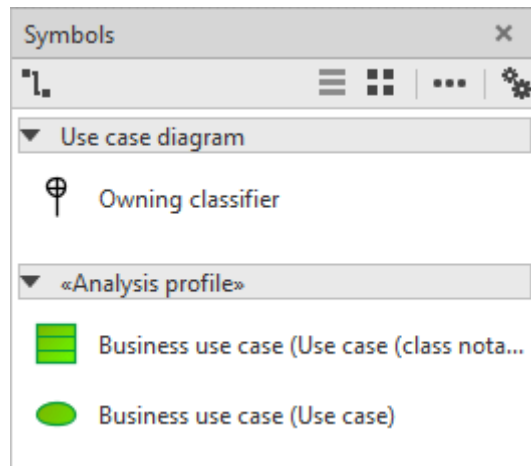 Symbols
Use case diagram
Owning classifier
«Analysis profile»
Business use case (Use case (class nota...
Business use case (Use case)